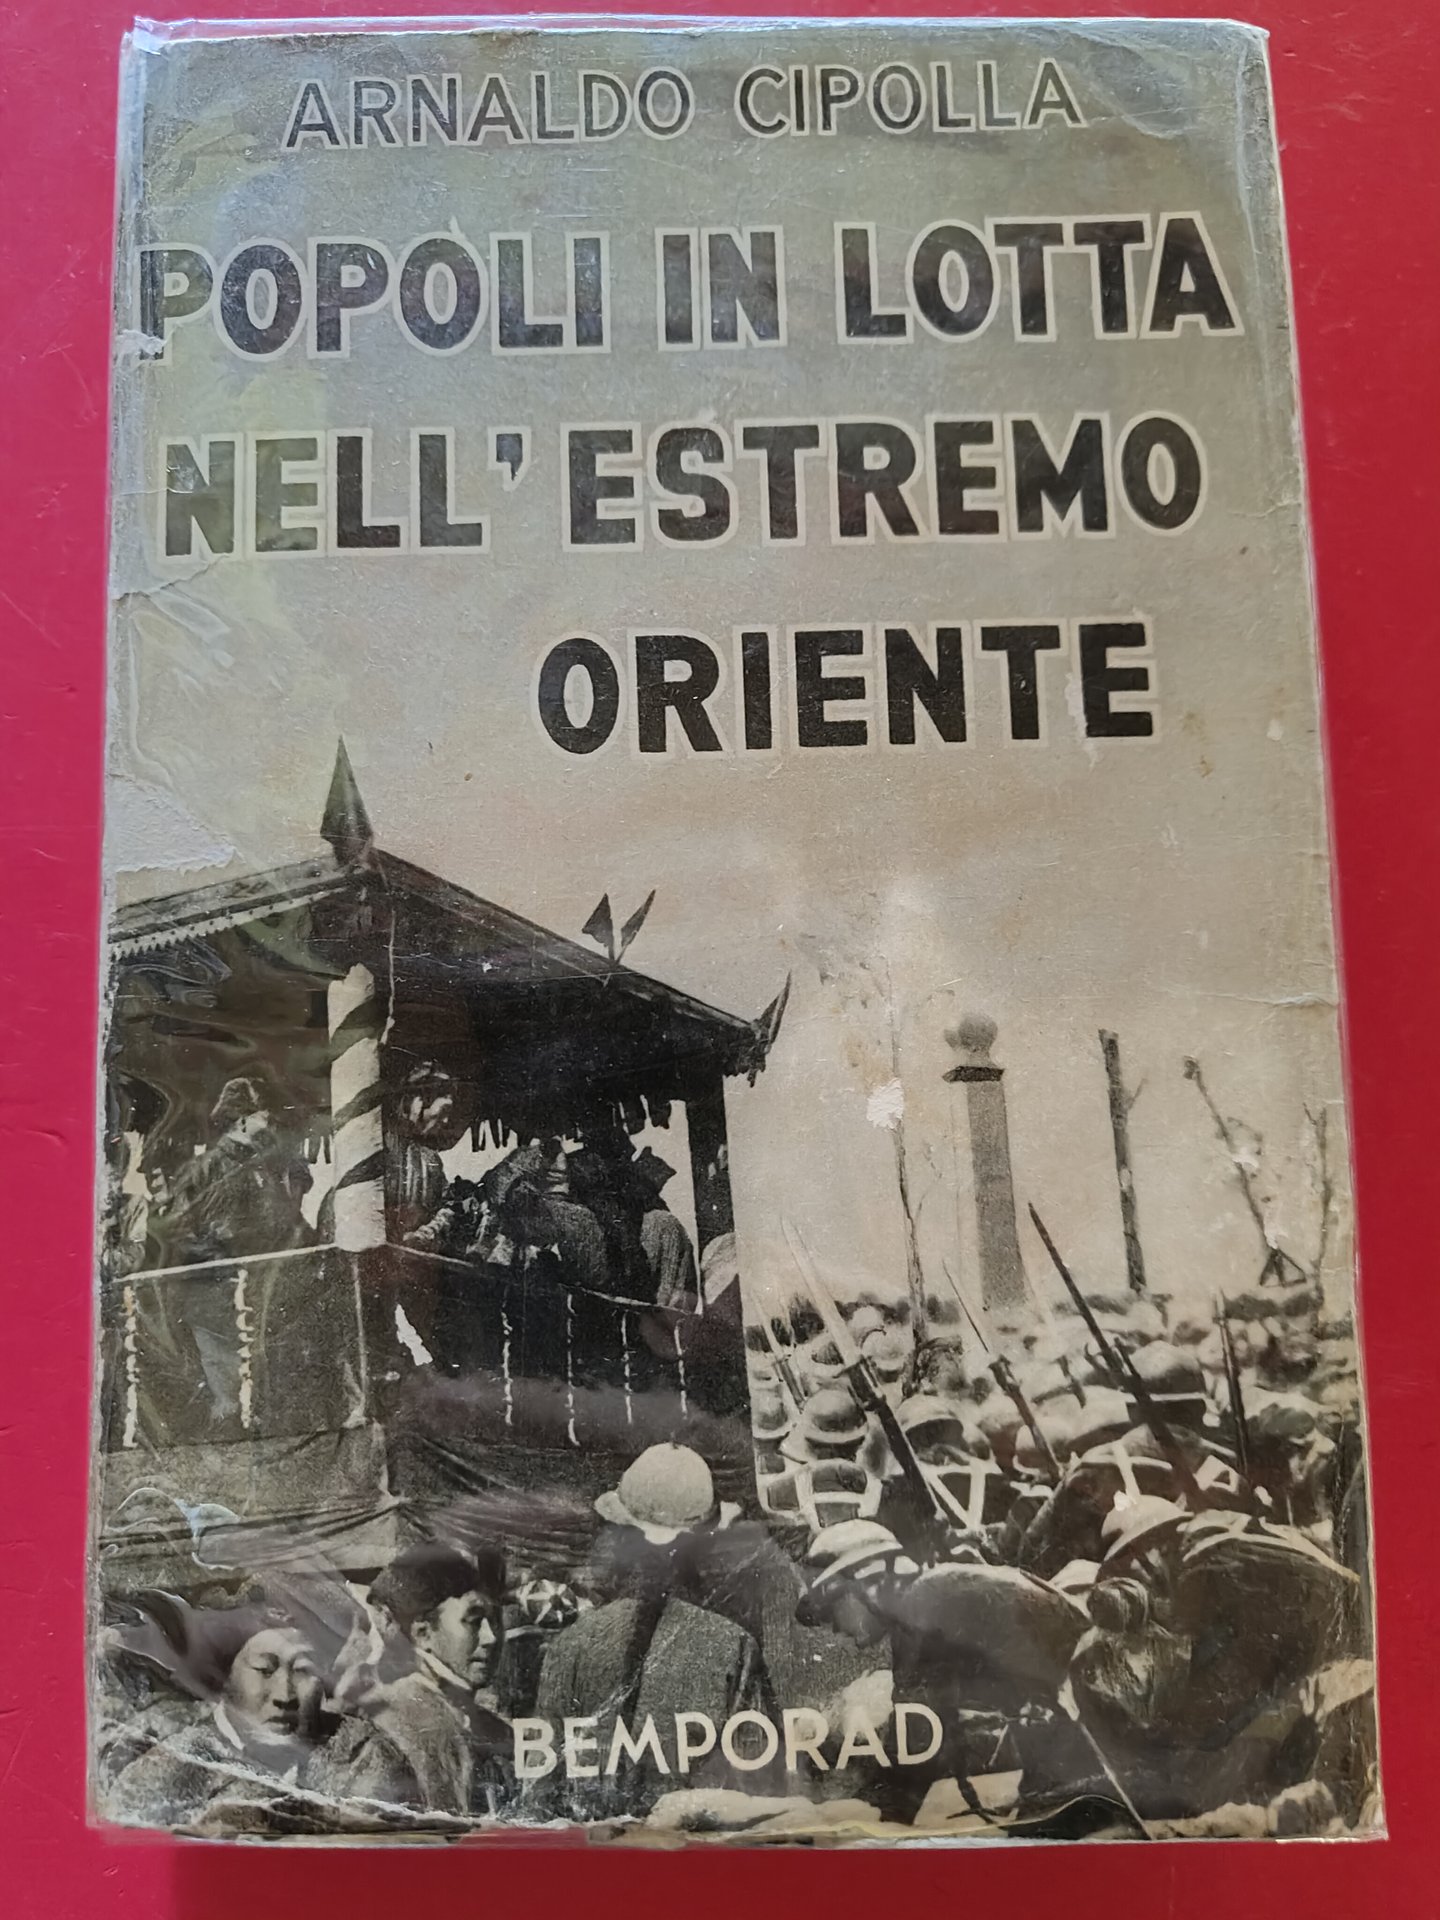 ARNALDO CIPOLLA
POPOLI IN LOTTA
NELL'ESTREMO
ORIENTE
BEMPORAD